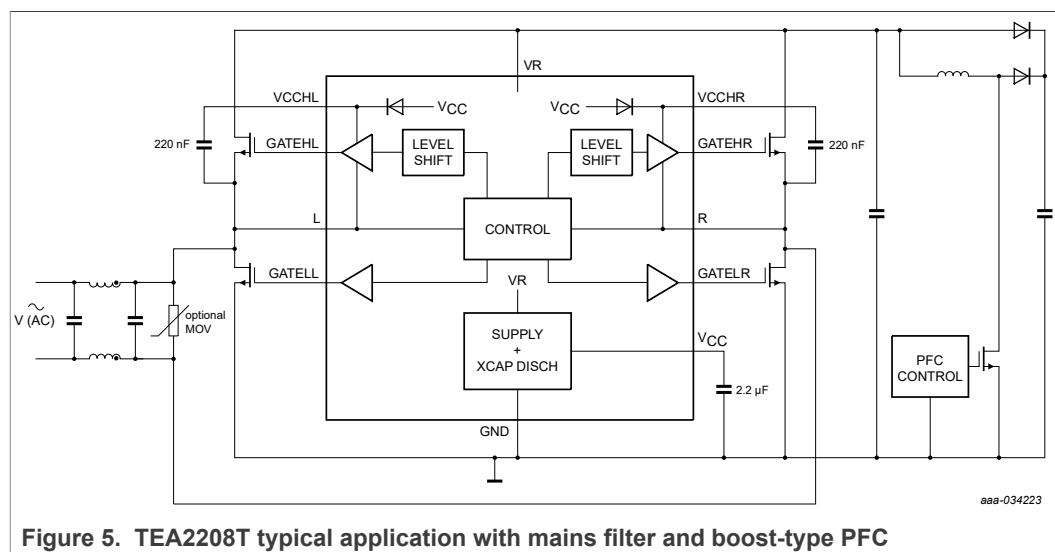 VR
VCCHL
VCC
VCC
VCCHR
220 nF
GATEHL
LEVEL
SHIFT
LEVEL
SHIFT
GATEHR
220 nF
L
CONTROL
R
GATELL
GATELR
VR
~
V (AC)
optional
MOV
SUPPLY
+
XCAP DISCH
VCC
2.2 µF
PFC
CONTROL
GND
aaa-034223
Figure 5. TEA2208T typical application with mains filter and boost-type PFC